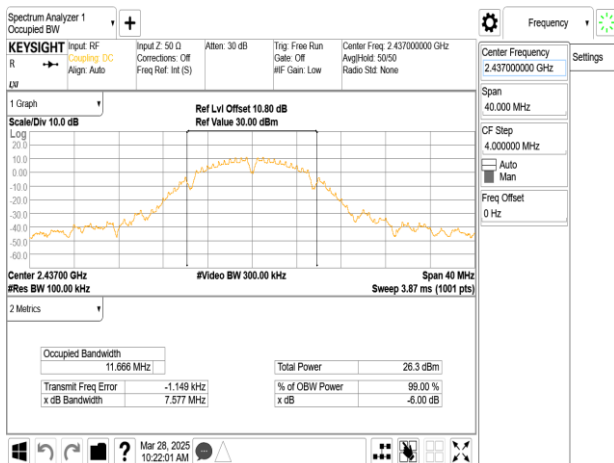 Spectrum Analyzer 1
Occupied BW
Frequency
Settings
KEYSIGHT
R
LXI
Input: RF
Coupling: DC
Align: Auto
Input Z: 50 Ω
Corrections: Off
Freq Ref: Int (S)
Atten: 30 dB
Trig: Free Run
Gate: Off
#IF Gain: Low
Center Freq: 2.437000000 GHz
Avg|Hold: 50/50
Radio Std: None
Center Frequency
2.437000000 GHz
Span
40.000 MHz
CF Step
4.000000 MHz
Auto
Man
Freq Offset
0 Hz
1 Graph
Scale/Div 10.0 dB
Ref Lvl Offset 10.80 dB
Ref Value 30.00 dBm
Log
20.0
10.0
0.00
-10.0
-20.0
-30.0
-40.0
-50.0
-60.0
Center 2.43700 GHz
#Res BW 100.00 kHz
#Video BW 300.00 kHz
Span 40 MHz
Sweep 3.87 ms (1001 pts)
2 Metrics
Occupied Bandwidth
11.666 MHz
Total Power 26.3 dBm
Transmit Freq Error -1.149 kHz
% of OBW Power 99.00 %
x dB Bandwidth 7.577 MHz
x dB -6.00 dB
?
Mar 28, 2025
10:22:01 AM